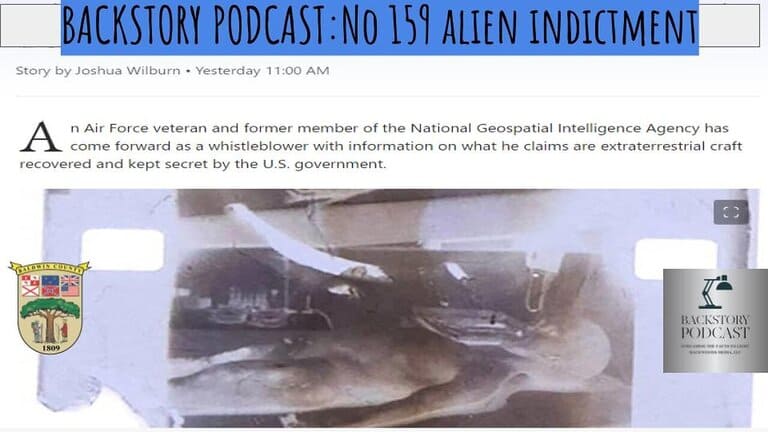 BACKSTORY PODCAST:No 159 ALIEN INDICTMENT
Story by Joshua Wilburn • Yesterday 11:00 AM
An Air Force veteran and former member of the National Geospatial Intelligence Agency has
come forward as a whistleblower with information on what he claims are extraterrestrial craft
recovered and kept secret by the U.S. government.
BALDWIN COUNTY
1809
BACKSTORY
PODCAST